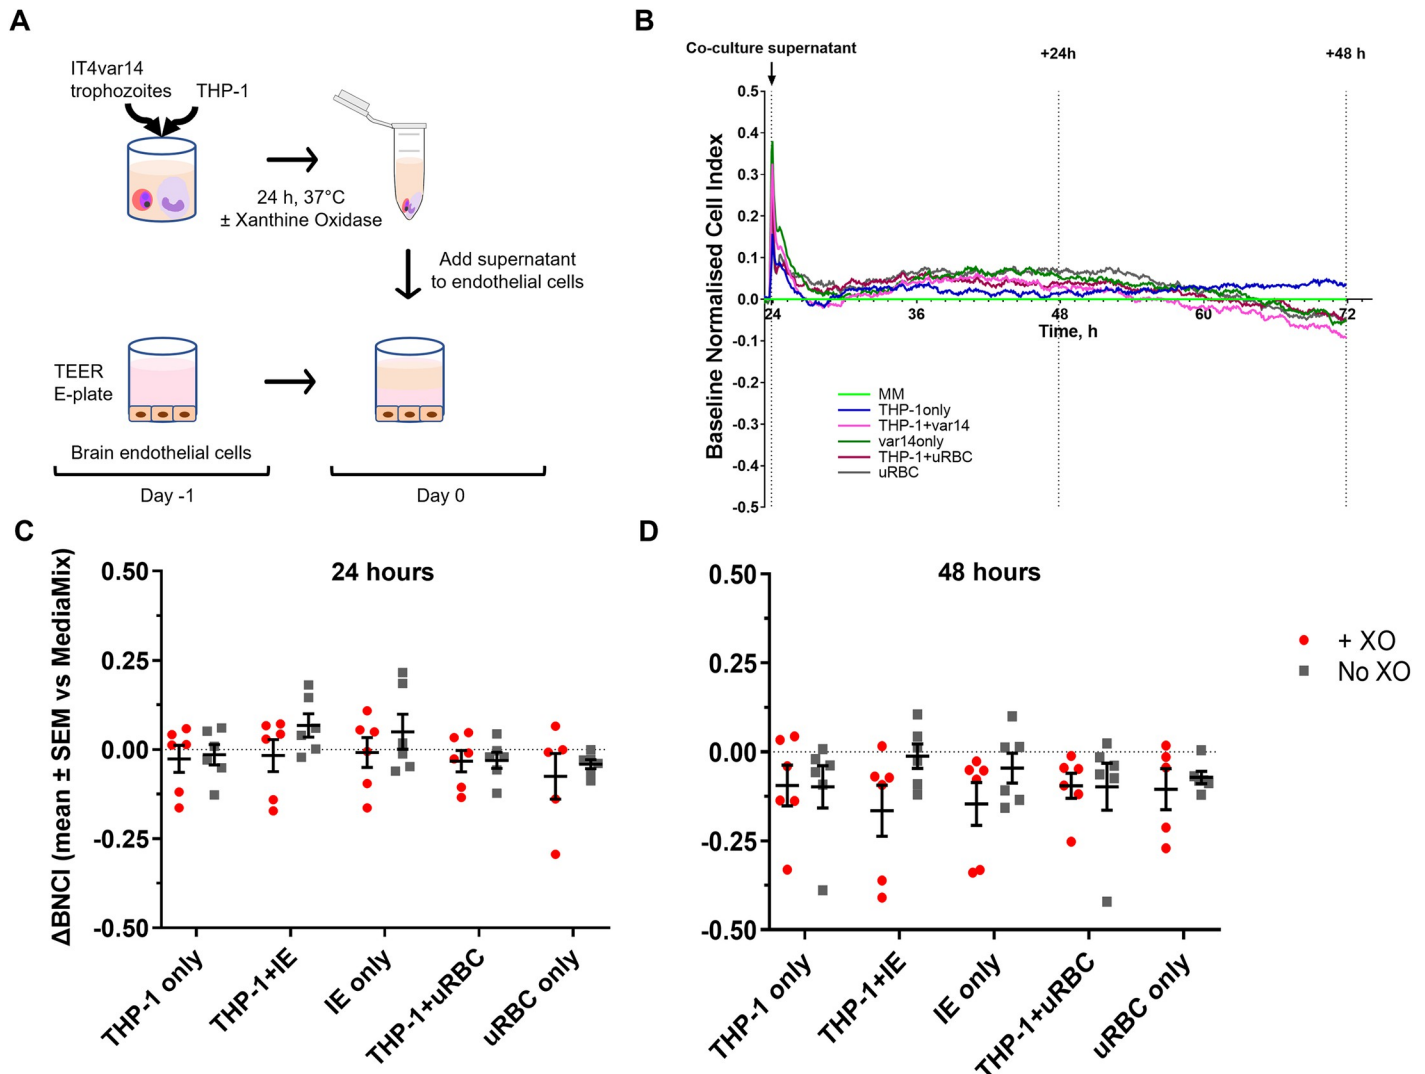 A
IT4var14
trophozoites
THP-1
24 h, 37°C
± Xanthine Oxidase
Add supernatant
to endothelial cells
TEER
E-plate
Brain endothelial cells
Day -1
Day 0
B
Co-culture supernatant
+24h
+48 h
Baseline Normalised Cell Index
0.5
0.4
0.3
0.2
0.1
0.0
-0.1
-0.2
-0.3
-0.4
-0.5
24
36
48
60
72
Time, h
MM
THP-1only
THP-1+var14
var14only
THP-1+uRBC
uRBC
C
24 hours
ΔBNCI (mean ± SEM vs MediaMix)
0.50
0.25
0.00
-0.25
-0.50
THP-1 only
THP-1+IE
IE only
THP-1+uRBC
uRBC only
D
48 hours
0.50
0.25
0.00
-0.25
-0.50
THP-1 only
THP-1+IE
IE only
THP-1+uRBC
uRBC only
+ XO
No XO